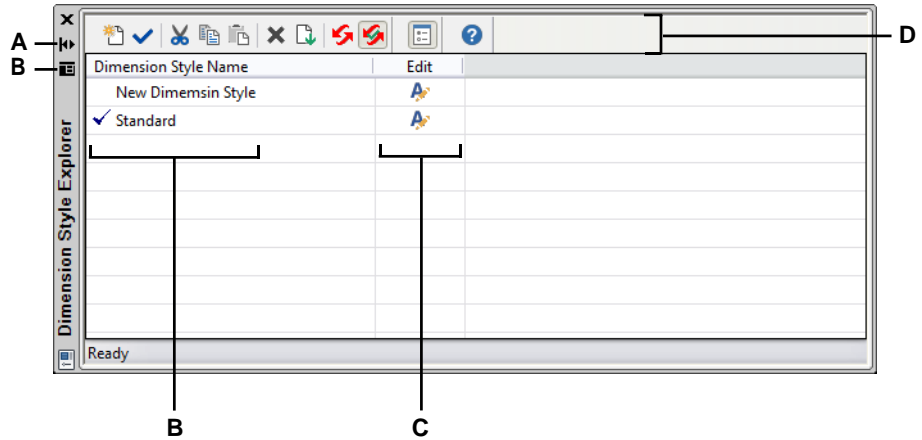 A
B
D
Dimension Style Name Edit
New Dimemsin Style
Standard
Dimension Style Explorer
Ready
B
C